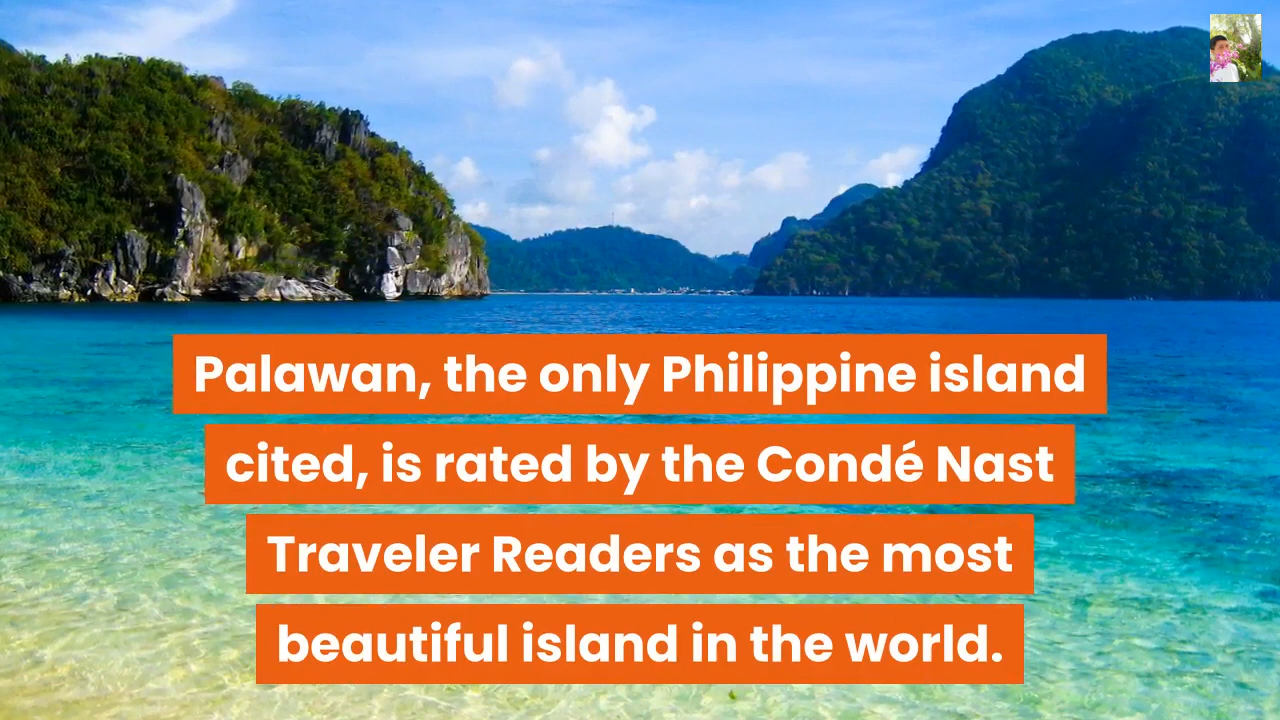 Palawan, the only Philippine island
cited, is rated by the Condé Nast
Traveler Readers as the most
beautiful island in the world.